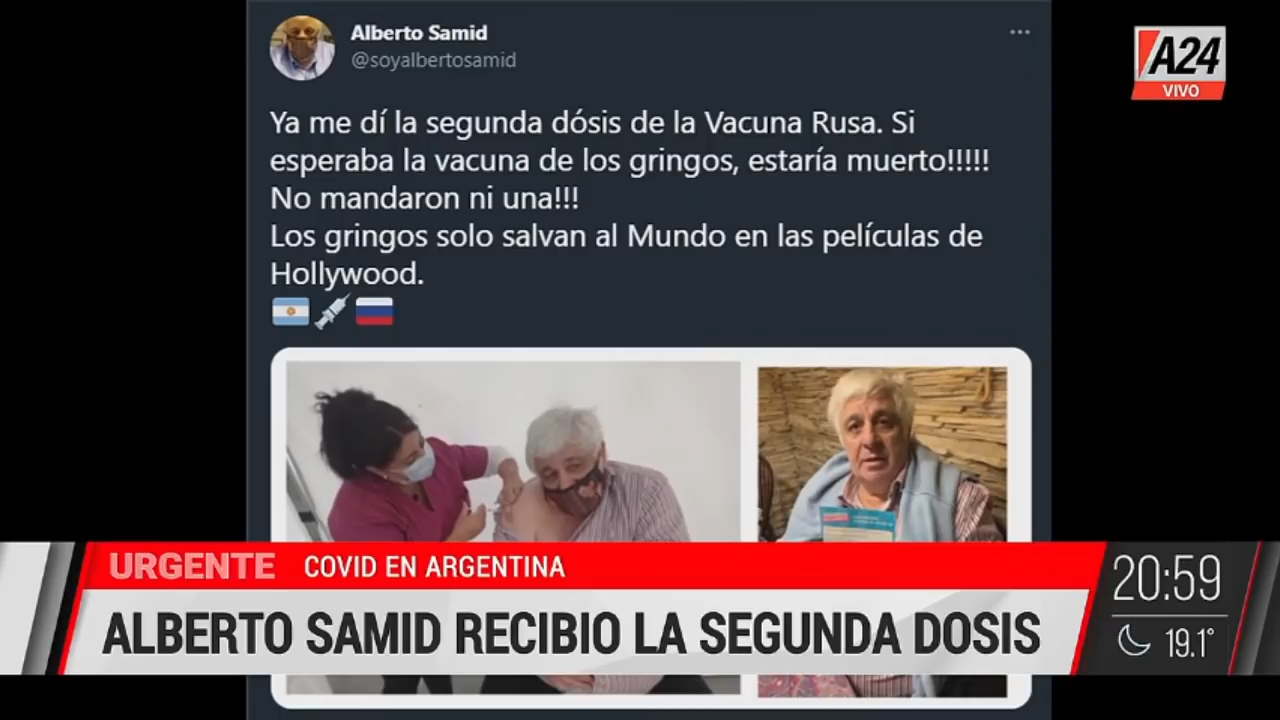 Alberto Samid
@soyalbertosamid
A24
VIVO
Ya me dí la segunda dósis de la Vacuna Rusa. Si
esperaba la vacuna de los gringos, estaría muerto!!!!!
No mandaron ni una!!!
Los gringos solo salvan al Mundo en las películas de
Hollywood.
URGENTE COVID EN ARGENTINA
ALBERTO SAMID RECIBIO LA SEGUNDA DOSIS
20:59
19.1°